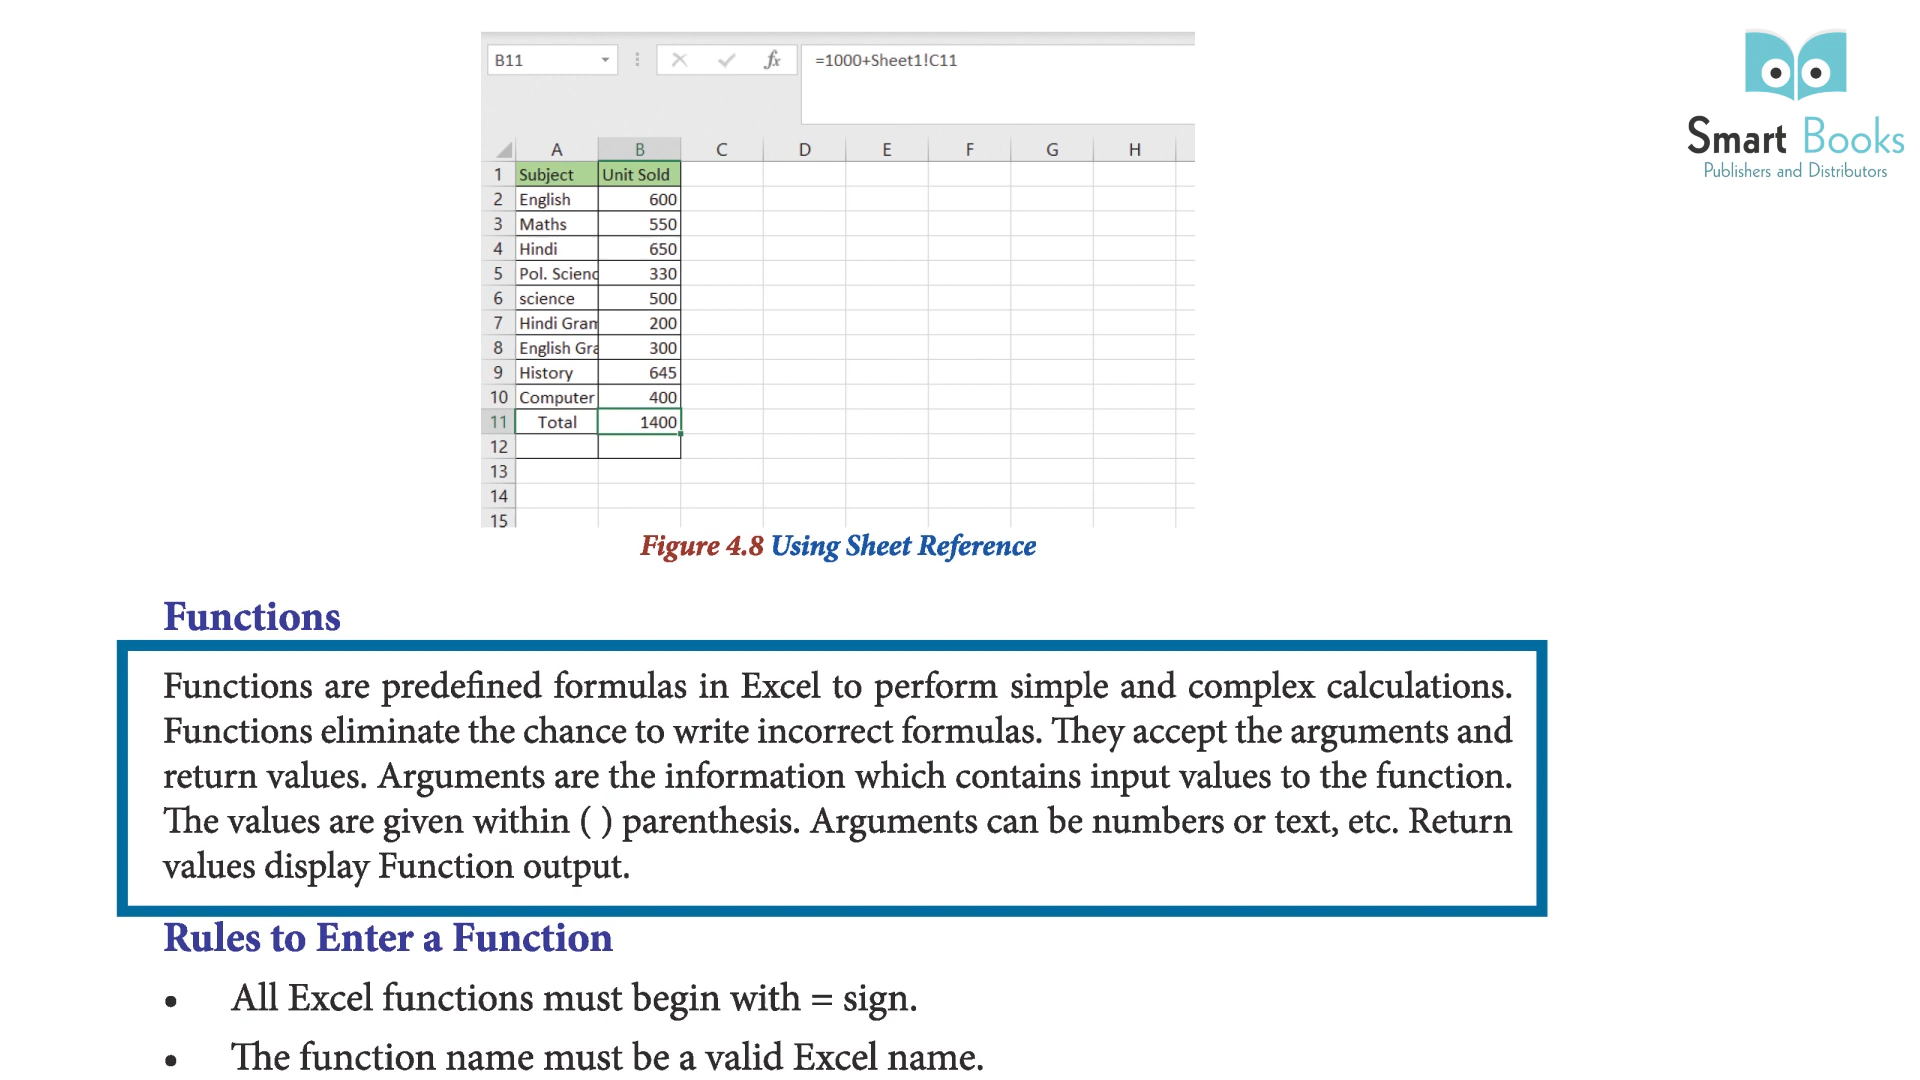 B11
fx
=1000+Sheet1!C11
Smart Books
Publishers and Distributors
A B C D E F G H
1 Subject Unit Sold
2 English 600
3 Maths 550
4 Hindi 650
5 Pol. Scienc 330
6 science 500
7 Hindi Gram 200
8 English Gra 300
9 History 645
10 Computer 400
11 Total 1400
12
13
14
15
Figure 4.8 Using Sheet Reference
Functions
Functions are predefined formulas in Excel to perform simple and complex calculations.
Functions eliminate the chance to write incorrect formulas. They accept the arguments and
return values. Arguments are the information which contains input values to the function.
The values are given within ( ) parenthesis. Arguments can be numbers or text, etc. Return
values display Function output.
Rules to Enter a Function
• All Excel functions must begin with = sign.
• The function name must be a valid Excel name.